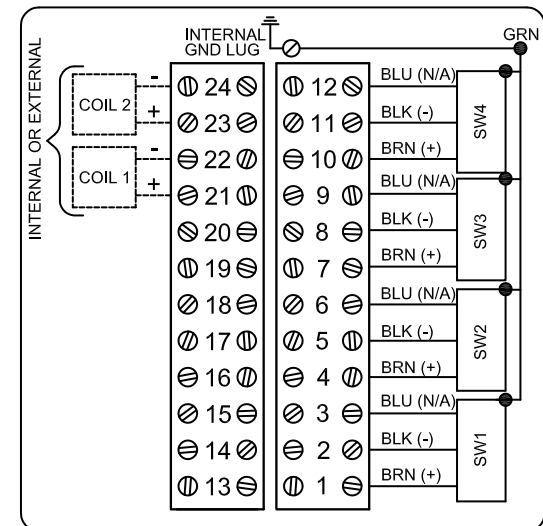 INTERNAL
GND LUG
GRN
INTERNAL OR EXTERNAL
COIL 2
-
+
COIL 1
-
+
24
23
22
21
20
19
18
17
16
15
14
13
12
11
10
9
8
7
6
5
4
3
2
1
BLU (N/A)
BLK (-)
BRN (+)
SW4
BLU (N/A)
BLK (-)
BRN (+)
SW3
BLU (N/A)
BLK (-)
BRN (+)
SW2
BLU (N/A)
BLK (-)
BRN (+)
SW1